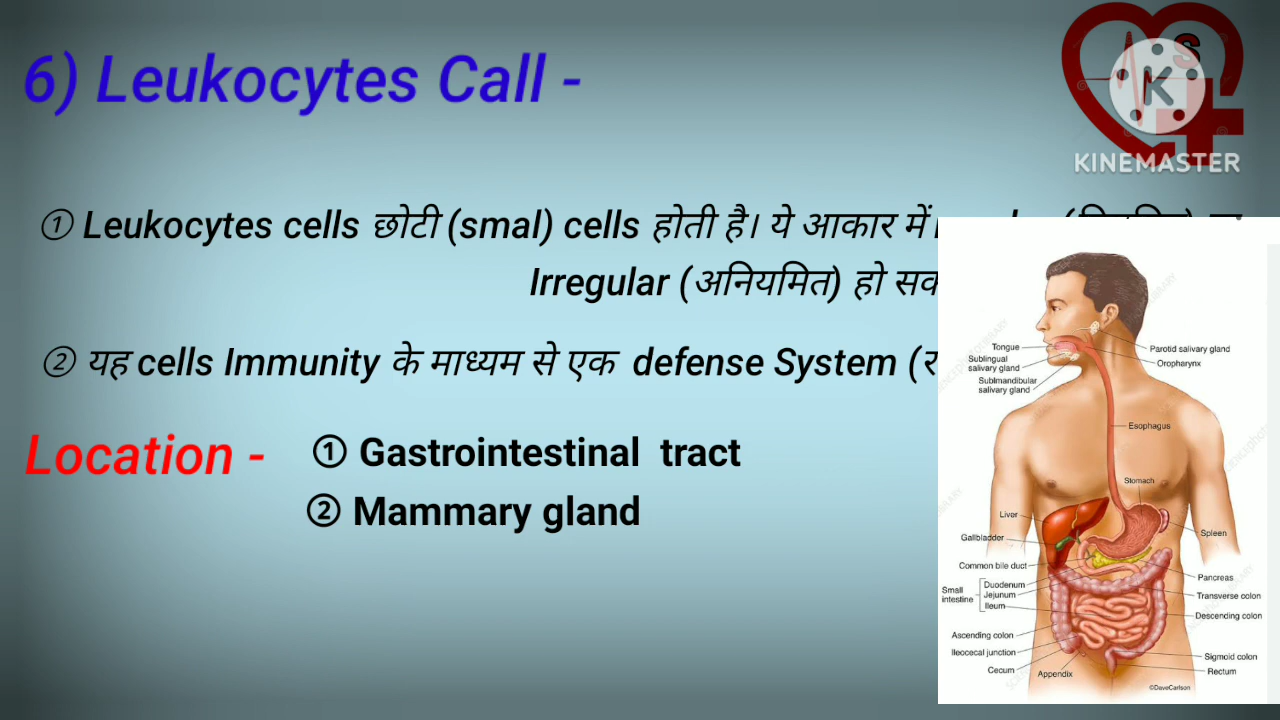 6) Leukocytes Call -
S
K
KINEMASTER
① Leukocytes cells छोटी (smal) cells होती है। ये आकार में
Irregular (अनियमित) हो
② यह cells Immunity के माध्यम से एक defense System
Location - ① Gastrointestinal tract
② Mammary gland
Tongue
Sublingual
salivary gland
Sublmandibular
salivary gland
Parotid salivary gland
Oropharynx
Esophagus
Stomach
Liver
Spleen
Gallbladder
Common bile duct
Pancreas
Small
intestine
Duodenum
Jejunum
Ileum
Transverse colon
Descending colon
Ascending colon
Ileocecal junction
Cecum
Appendix
Sigmoid colon
Rectum
©DaveCarlson